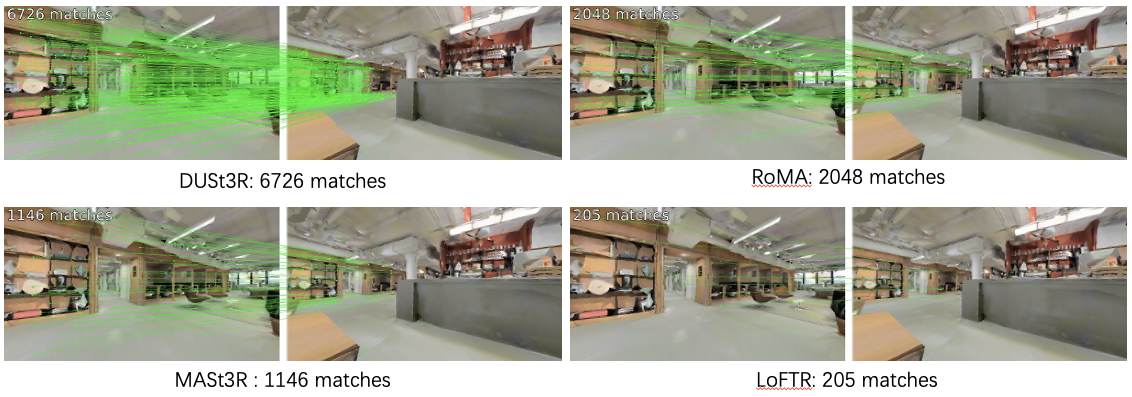 6726 matches
2048 matches
DUSt3R: 6726 matches
RoMA: 2048 matches
1146 matches
205 matches
MASt3R : 1146 matches
LoFTR: 205 matches